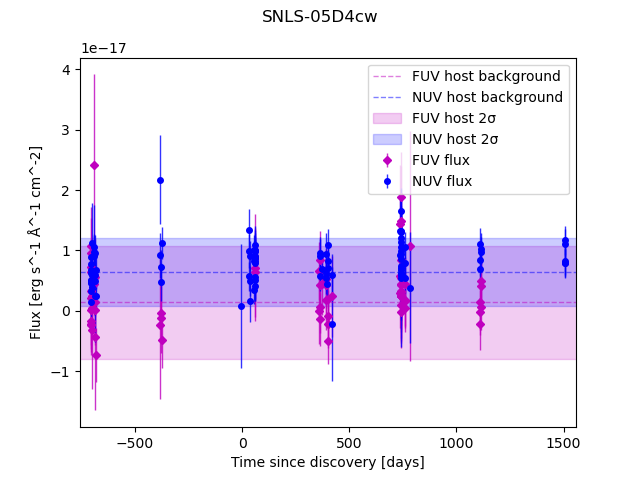 SNLS-05D4cw
1e−17
FUV host background
NUV host background
FUV host 2σ
NUV host 2σ
FUV flux
NUV flux
4
3
2
1
0
−1
Flux [erg s^-1 Å^-1 cm^-2]
−500
0
500
1000
1500
Time since discovery [days]